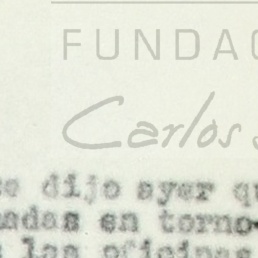 FUNDAC
Carlos
dijo ayer qu
adas en torno
las oficinas